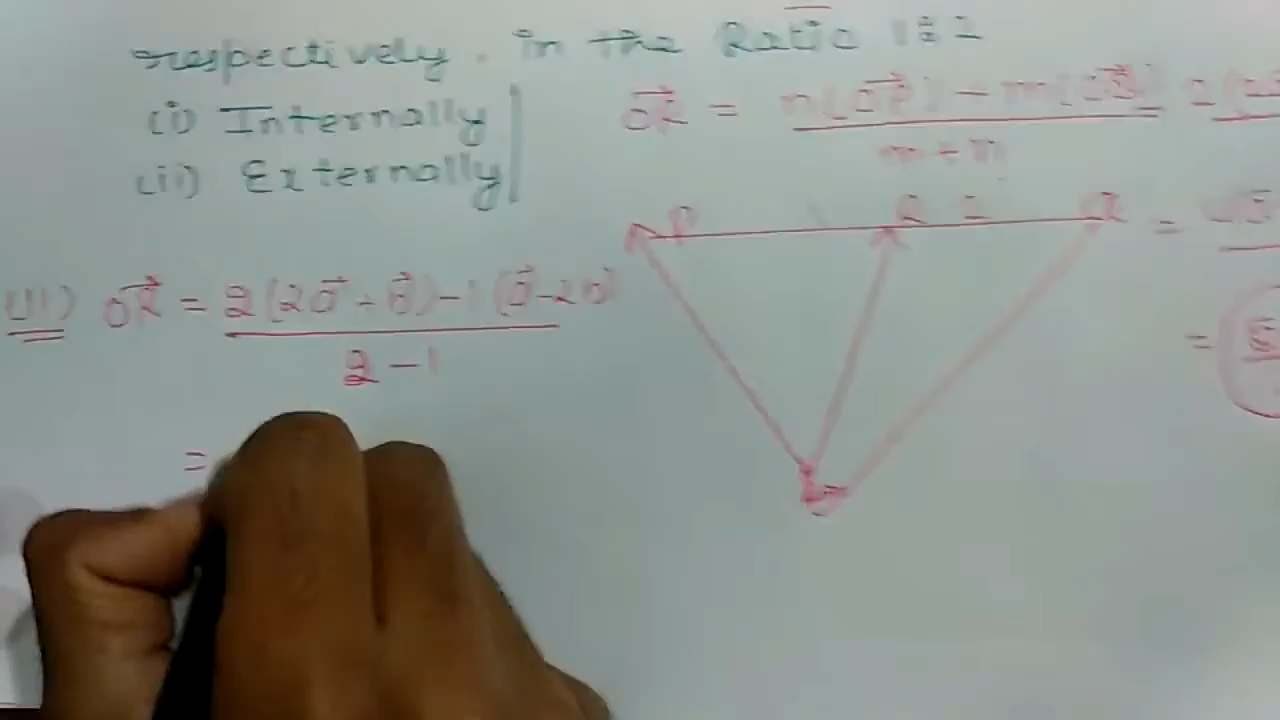 respectively. in the Ratio 1:2
(i) Internally
(ii) Externally
OR = n(OP) - m(OQ)
m + n
P R 2 Q
(ii) OR = 2(2a + b) - 1(a - 2b)
2 - 1
=